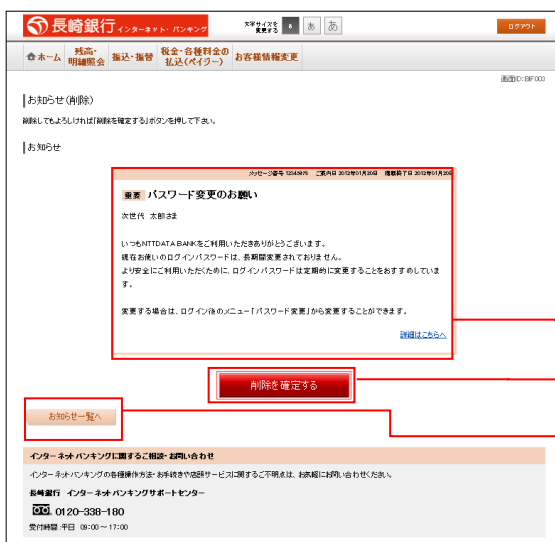 長崎銀行 インターネット・バンキング
文字サイズを変更する あ あ あ
ログアウト
ホーム 残高・明細照会 振込・振替 税金・各種料金の払込(ペイジー) お客様情報変更
画面ID:BIF003
お知らせ(削除)
削除してもよろしければ「削除を確定する」ボタンを押して下さい。
お知らせ
メッセージ番号 12345678 ご案内日 2012年01月20日 掲載終了日 2012年01月20日
重要 パスワード変更のお願い
次世代 太郎さま
いつもNTTDATA BANKをご利用いただきありがとうございます。
現在お使いのログインパスワードは、長期間変更されておりません。
より安全にご利用いただくために、ログインパスワードは定期的に変更することをおすすめしていま
す。
変更する場合は、ログイン後のメニュー「パスワード変更」から変更することができます。
詳細はこちらへ
削除を確定する
お知らせ一覧へ
インターネットバンキングに関するご相談・お問い合わせ
インターネットバンキングの各種操作方法・お手続きや店頭サービスに関するご不明点は、お気軽にお問い合わせください。
長崎銀行 インターネットバンキングサポートセンター
0120-338-180
受付時間:平日 09:00～17:00